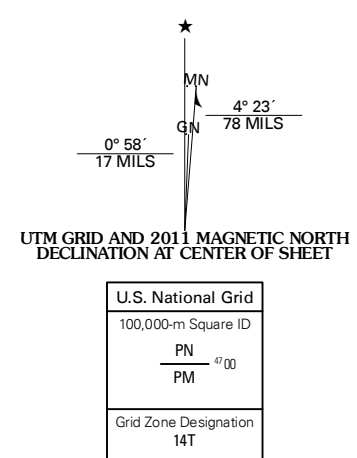 ★
MN
4° 23´
78 MILS
GN
0° 58´
17 MILS
UTM GRID AND 2011 MAGNETIC NORTH
DECLINATION AT CENTER OF SHEET
U.S. National Grid
100,000-m Square ID
PN
47 00
PM
Grid Zone Designation
14T